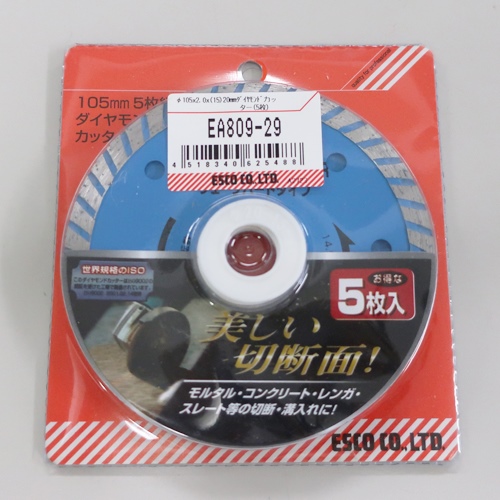 105mm 5枚
ダイヤモン
カッター
φ105x2.0x(15)20mmダイヤモンドカッ
ター(5枚)
EA809-29
4 518340 625488
ESCO CO., LTD.
世界規格のISO
お得な
5枚入
美しい
切断面!
モルタル・コンクリート・レンガ・
スレート等の切断・溝入れに!
ESCO CO., LTD.